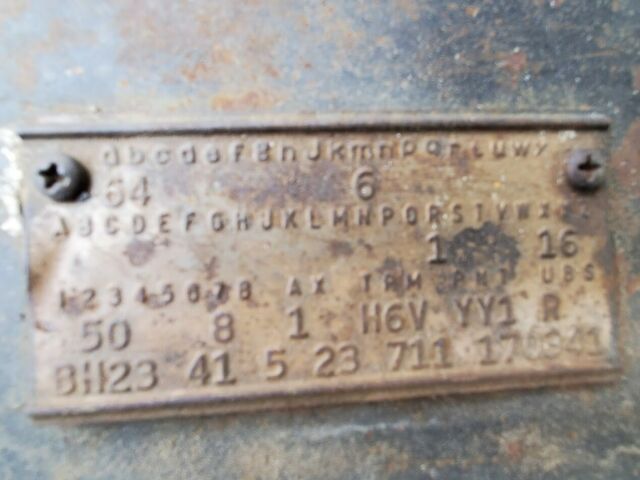 abcdefghJkmnpqrtuwy
64 6
ABCDEFGHJKLMNPQRSTYWX
1 16
12345678 AX TRM PNT UBS
50 8 1 H6V YY1 R
BH23 41 5 23 711